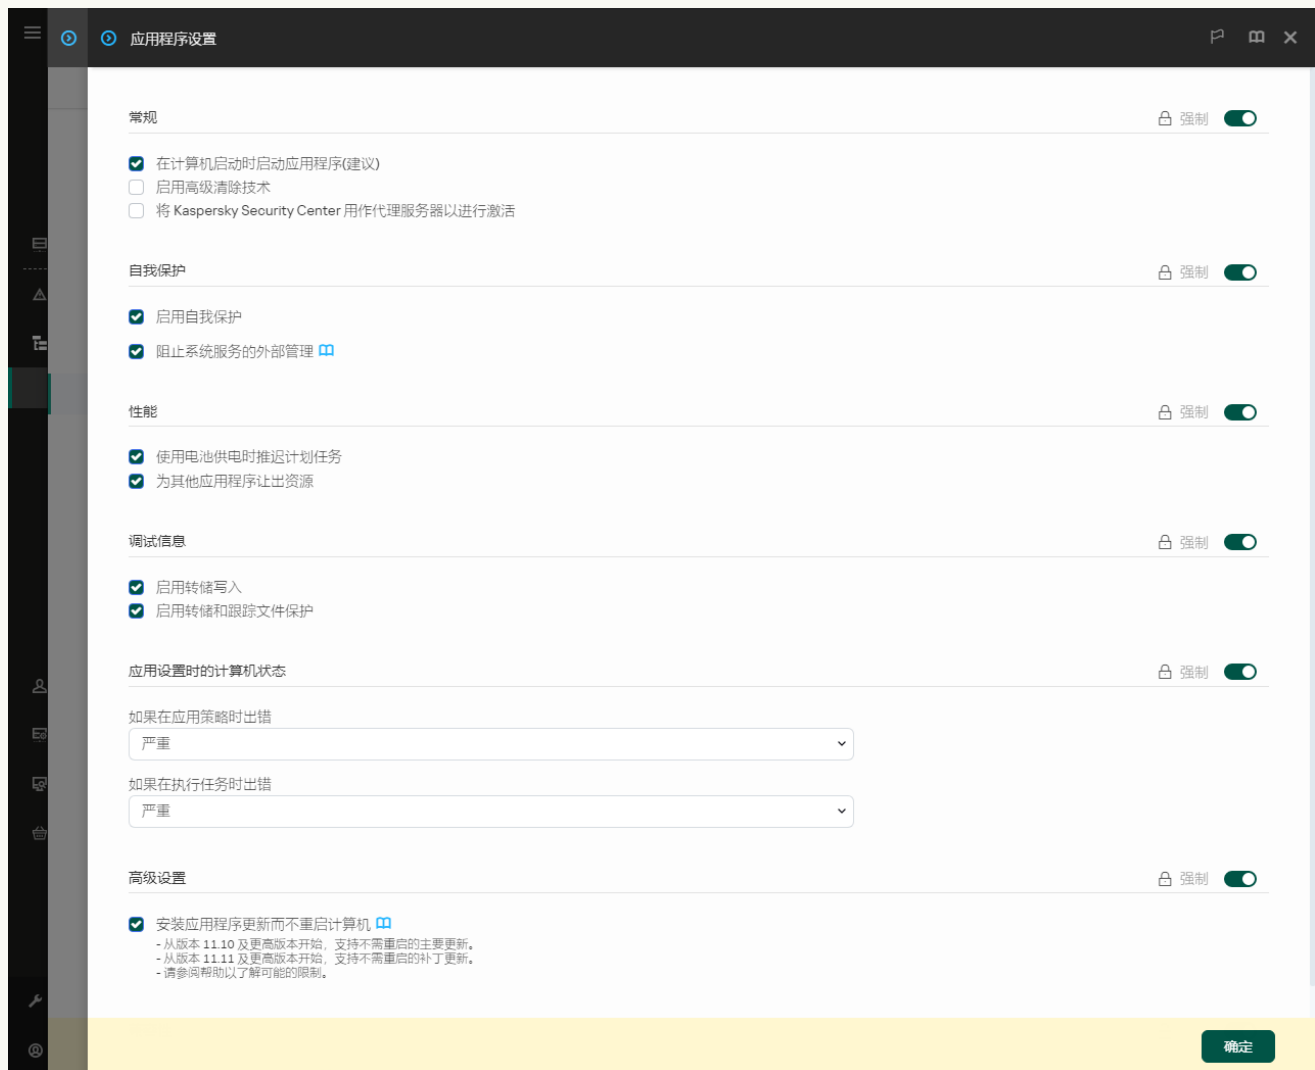 应用程序设置
常规 强制
在计算机启动时启动应用程序(建议)
启用高级清除技术
将 Kaspersky Security Center 用作代理服务器以进行激活
自我保护 强制
启用自我保护
阻止系统服务的外部管理
性能 强制
使用电池供电时推迟计划任务
为其他应用程序让出资源
调试信息 强制
启用转储写入
启用转储和跟踪文件保护
应用设置时的计算机状态 强制
如果在应用策略时出错
严重
如果在执行任务时出错
严重
高级设置 强制
安装应用程序更新而不重启计算机
- 从版本 11.10 及更高版本开始，支持不需重启的主要更新。
- 从版本 11.11 及更高版本开始，支持不需重启的补丁更新。
- 请参阅帮助以了解可能的限制。
确定